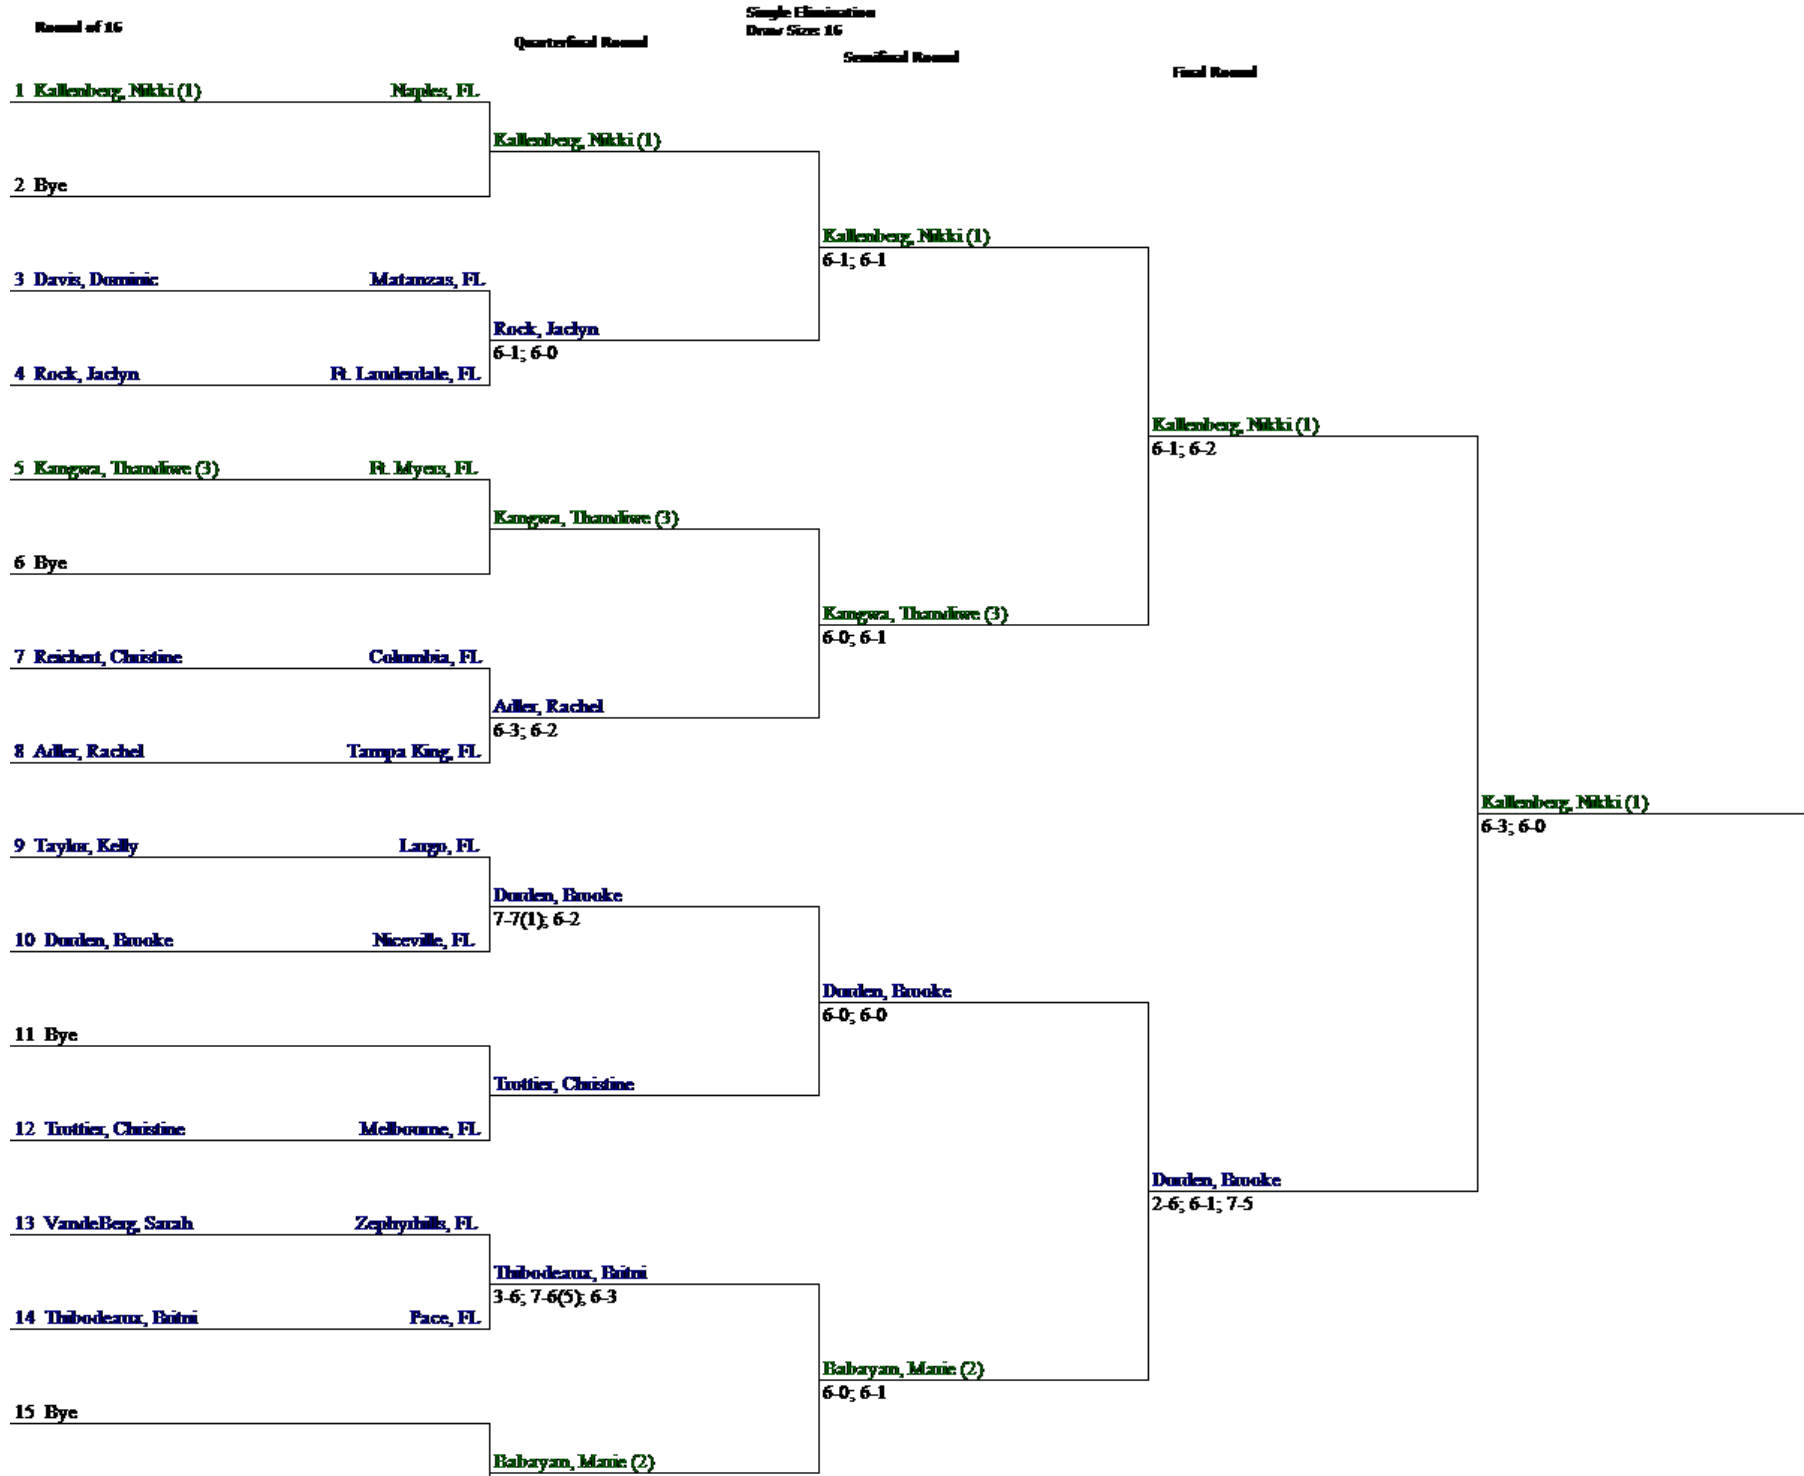 Single Elimination
Draw Size: 16
Round of 16
Quarterfinal Round
Semifinal Round
Final Round
1 Kallenberg, Nikki (1) Naples, FL
Kallenberg, Nikki (1)
2 Bye
Kallenberg, Nikki (1)
6-1; 6-1
3 Davis, Dominic Matanzas, FL
Rock, Jaclyn
6-1; 6-0
4 Rock, Jaclyn Ft. Lauderdale, FL
Kallenberg, Nikki (1)
6-1; 6-2
5 Kangwa, Thandiwe (3) Ft. Myers, FL
Kangwa, Thandiwe (3)
6 Bye
Kangwa, Thandiwe (3)
6-0; 6-1
7 Reichert, Christine Columbia, FL
Adler, Rachel
6-3; 6-2
8 Adler, Rachel Tampa King, FL
Kallenberg, Nikki (1)
6-3; 6-0
9 Taylor, Kelly Largo, FL
Durden, Brooke
7-7(1); 6-2
10 Durden, Brooke Niceville, FL
Durden, Brooke
6-0; 6-0
11 Bye
Trottier, Christine
12 Trottier, Christine Melbourne, FL
Durden, Brooke
2-6; 6-1; 7-5
13 VandeBerg, Sarah Zephyrhills, FL
Thibodeaux, Britni
3-6; 7-6(5); 6-3
14 Thibodeaux, Britni Pace, FL
Babayan, Marie (2)
6-0; 6-1
15 Bye
Babayan, Marie (2)